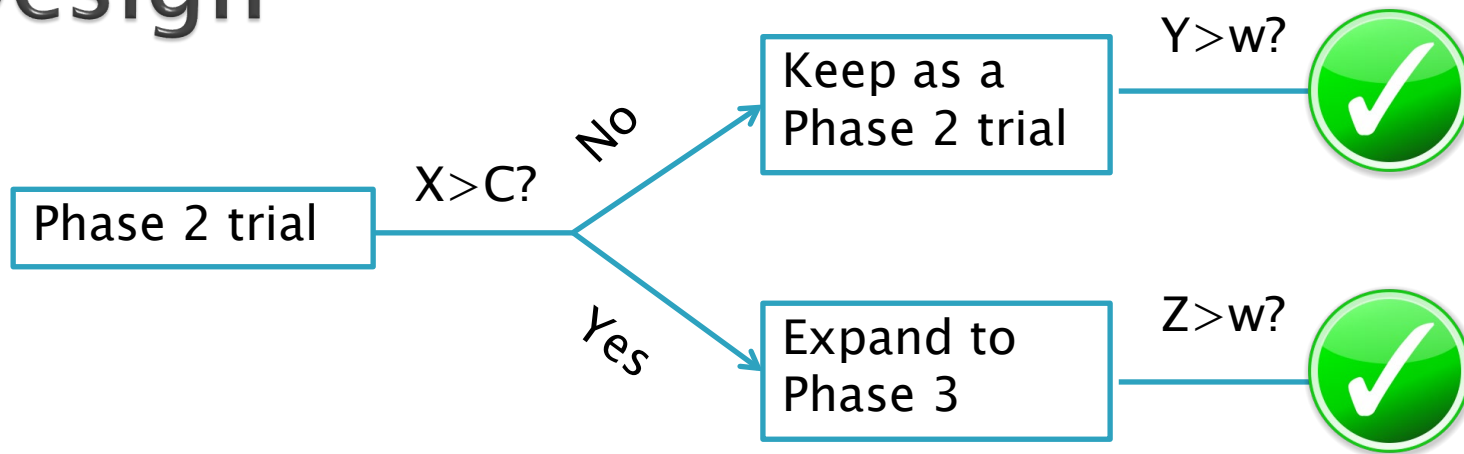 Phase 2 trial
X>C?
No
Yes
Keep as a
Phase 2 trial
Y>w?
Expand to
Phase 3
Z>w?